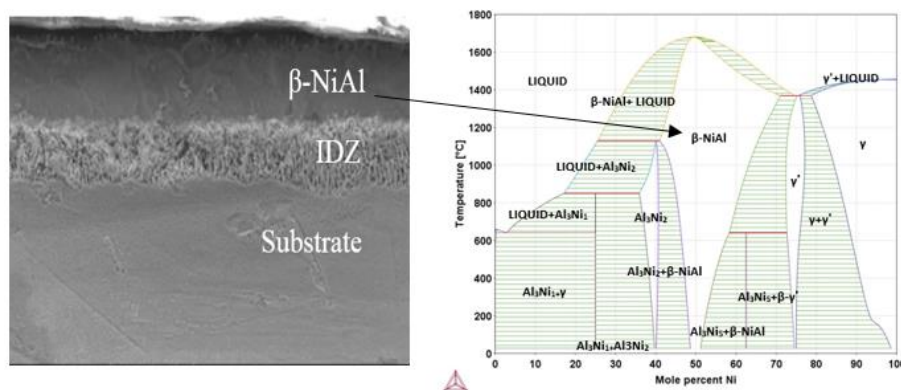 β-NiAl
IDZ
Substrate
1800
1600
1400
1200
1000
800
600
400
200
0
Temperature [°C]
0 10 20 30 40 50 60 70 80 90 100
Mole percent Ni
LIQUID
γ'+LIQUID
β-NiAl+ LIQUID
β-NiAl
γ
LIQUID+Al₃Ni₂
γ'
LIQUID+Al₃Ni₁
Al₃Ni₂
γ+γ'
Al₃Ni₂+β-NiAl
Al₃Ni₁+γ
Al₃Ni₅+β-γ'
Al₃Ni₅+β-NiAl
Al₃Ni₁+Al3Ni₂